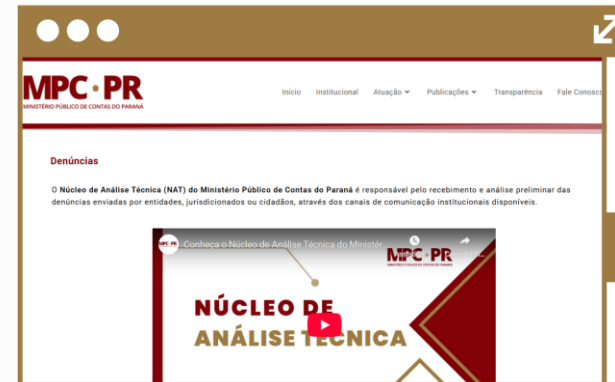 MPC·PR
MINISTÉRIO PÚBLICO DE CONTAS DO PARANÁ
Início Institucional Atuação Publicações Transparência Fale Conosco
Denúncias
O Núcleo de Análise Técnica (NAT) do Ministério Público de Contas do Paraná é responsável pelo recebimento e análise preliminar das
denúncias enviadas por entidades, jurisdicionados ou cidadãos, através dos canais de comunicação institucionais disponíveis.
MPC·PR
Conheça o Núcleo de Análise Técnica do Ministér...
MPC·PR
NÚCLEO DE
ANÁLISE TÉCNICA